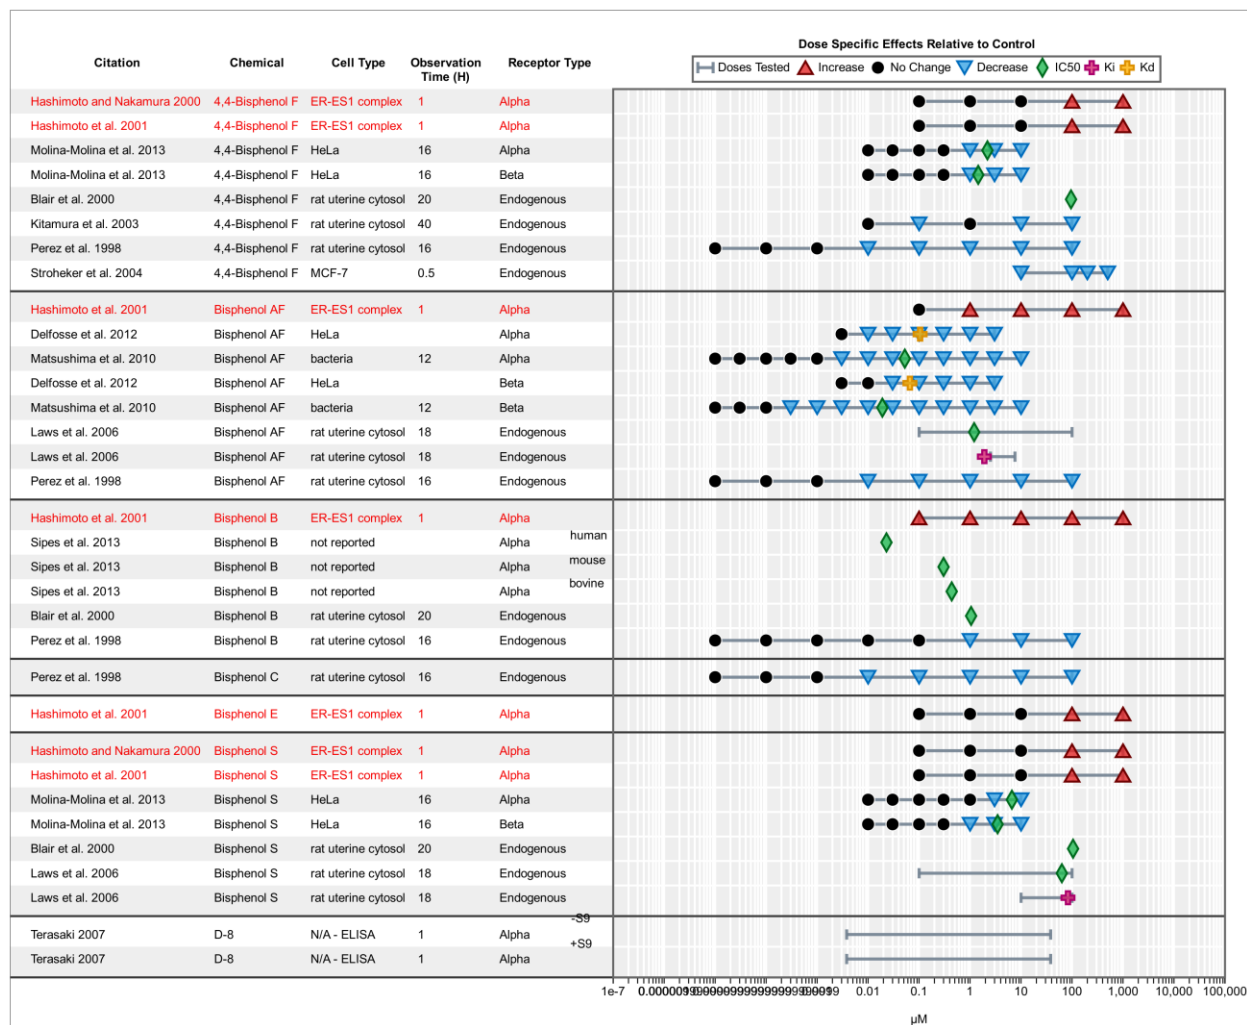 Dose Specific Effects Relative to Control
Citation Chemical Cell Type Observation Time (H) Receptor Type
Doses Tested Increase No Change Decrease IC50 Ki Kd
Hashimoto and Nakamura 2000 4,4-Bisphenol F ER-ES1 complex 1 Alpha
Hashimoto et al. 2001 4,4-Bisphenol F ER-ES1 complex 1 Alpha
Molina-Molina et al. 2013 4,4-Bisphenol F HeLa 16 Alpha
Molina-Molina et al. 2013 4,4-Bisphenol F HeLa 16 Beta
Blair et al. 2000 4,4-Bisphenol F rat uterine cytosol 20 Endogenous
Kitamura et al. 2003 4,4-Bisphenol F rat uterine cytosol 40 Endogenous
Perez et al. 1998 4,4-Bisphenol F rat uterine cytosol 16 Endogenous
Stroheker et al. 2004 4,4-Bisphenol F MCF-7 0.5 Endogenous
Hashimoto et al. 2001 Bisphenol AF ER-ES1 complex 1 Alpha
Delfosse et al. 2012 Bisphenol AF HeLa Alpha
Matsushima et al. 2010 Bisphenol AF bacteria 12 Alpha
Delfosse et al. 2012 Bisphenol AF HeLa Beta
Matsushima et al. 2010 Bisphenol AF bacteria 12 Beta
Laws et al. 2006 Bisphenol AF rat uterine cytosol 18 Endogenous
Laws et al. 2006 Bisphenol AF rat uterine cytosol 18 Endogenous
Perez et al. 1998 Bisphenol AF rat uterine cytosol 16 Endogenous
Hashimoto et al. 2001 Bisphenol B ER-ES1 complex 1 Alpha
Sipes et al. 2013 Bisphenol B not reported Alpha human
Sipes et al. 2013 Bisphenol B not reported Alpha mouse
Sipes et al. 2013 Bisphenol B not reported Alpha bovine
Blair et al. 2000 Bisphenol B rat uterine cytosol 20 Endogenous
Perez et al. 1998 Bisphenol B rat uterine cytosol 16 Endogenous
Perez et al. 1998 Bisphenol C rat uterine cytosol 16 Endogenous
Hashimoto et al. 2001 Bisphenol E ER-ES1 complex 1 Alpha
Hashimoto and Nakamura 2000 Bisphenol S ER-ES1 complex 1 Alpha
Hashimoto et al. 2001 Bisphenol S ER-ES1 complex 1 Alpha
Molina-Molina et al. 2013 Bisphenol S HeLa 16 Alpha
Molina-Molina et al. 2013 Bisphenol S HeLa 16 Beta
Blair et al. 2000 Bisphenol S rat uterine cytosol 20 Endogenous
Laws et al. 2006 Bisphenol S rat uterine cytosol 18 Endogenous
Laws et al. 2006 Bisphenol S rat uterine cytosol 18 Endogenous
Terasaki 2007 D-8 N/A - ELISA 1 Alpha -S9
Terasaki 2007 D-8 N/A - ELISA 1 Alpha +S9
1e-7 0.01 0.1 1 10 100 1,000 10,000 100,000
µM